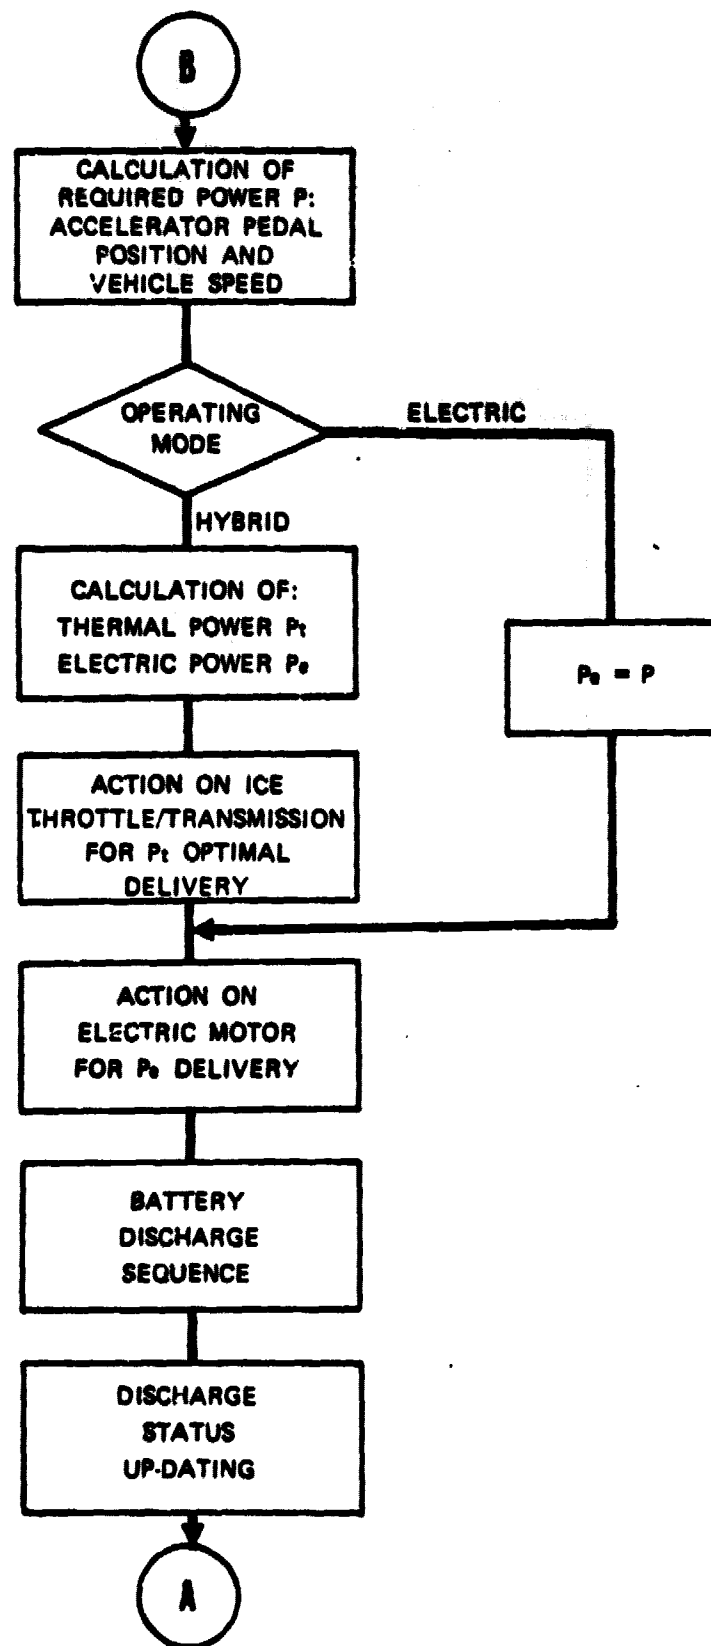 B
CALCULATION OF
REQUIRED POWER P:
ACCELERATOR PEDAL
POSITION AND
VEHICLE SPEED
OPERATING
MODE
ELECTRIC
HYBRID
CALCULATION OF:
THERMAL POWER Pt
ELECTRIC POWER Pe
Pe = P
ACTION ON ICE
THROTTLE/TRANSMISSION
FOR Pt OPTIMAL
DELIVERY
ACTION ON
ELECTRIC MOTOR
FOR Pe DELIVERY
BATTERY
DISCHARGE
SEQUENCE
DISCHARGE
STATUS
UP-DATING
A